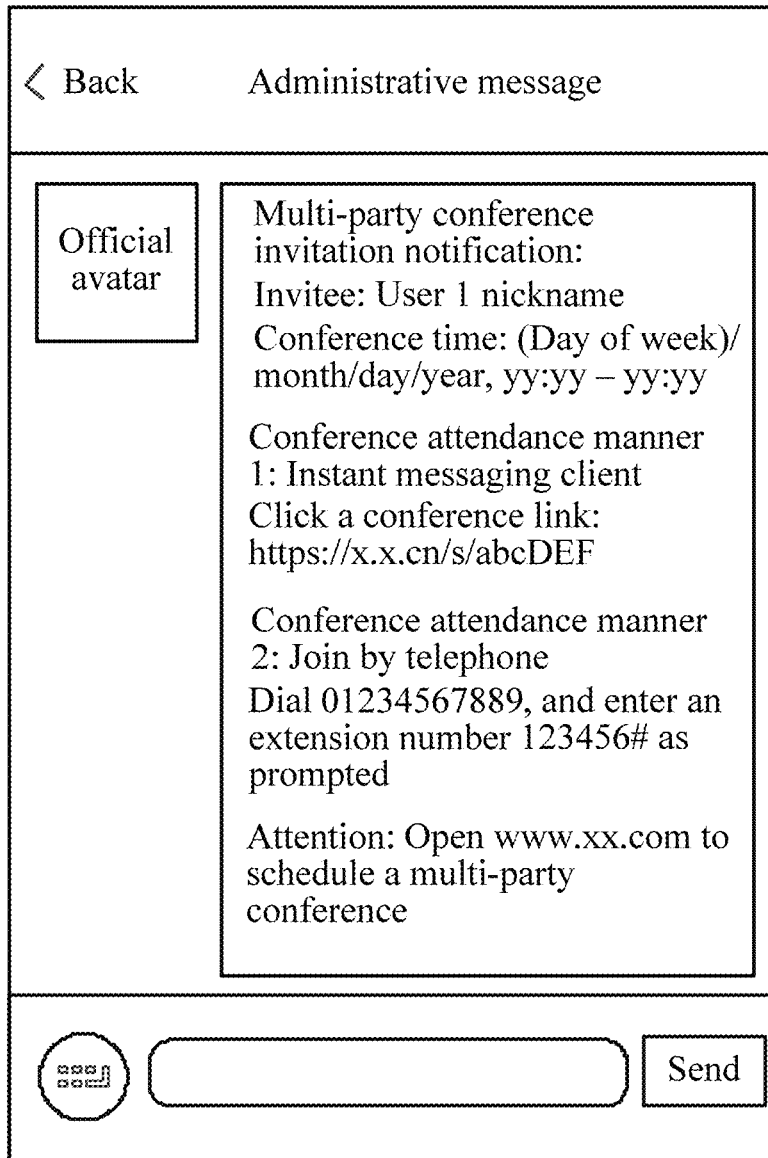 < Back Administrative message
Official
avatar
Multi-party conference
invitation notification:
Invitee: User 1 nickname
Conference time: (Day of week)/
month/day/year, yy:yy – yy:yy
Conference attendance manner
1: Instant messaging client
Click a conference link:
https://x.x.cn/s/abcDEF
Conference attendance manner
2: Join by telephone
Dial 01234567889, and enter an
extension number 123456# as
prompted
Attention: Open www.xx.com to
schedule a multi-party
conference
Send